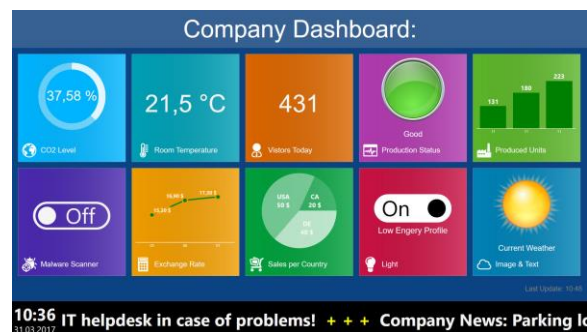 Company Dashboard:
37,58 %
CO2 Level
21,5 °C
Room Temperature
431
Vistors Today
Good
Production Status
131
188
223
Produced Units
Off
Malware Scanner
Exchange Rate
USA
50 $
CA
20 $
Sales per Country
On
Low Engery Profile
Light
Current Weather
Image & Text
Last Update: 10:48
10:36 IT helpdesk in case of problems! + + + Company News: Parking l
31.03.2017